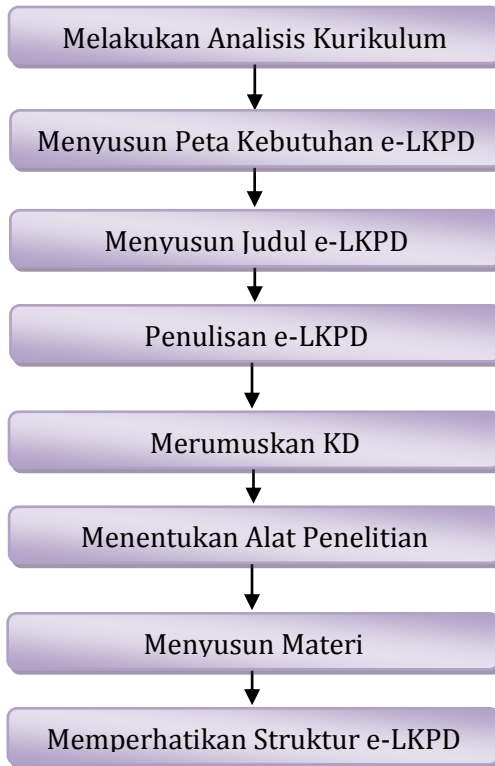 Melakukan Analisis Kurikulum
Menyusun Peta Kebutuhan e-LKPD
Menyusun Judul e-LKPD
Penulisan e-LKPD
Merumuskan KD
Menentukan Alat Penelitian
Menyusun Materi
Memperhatikan Struktur e-LKPD